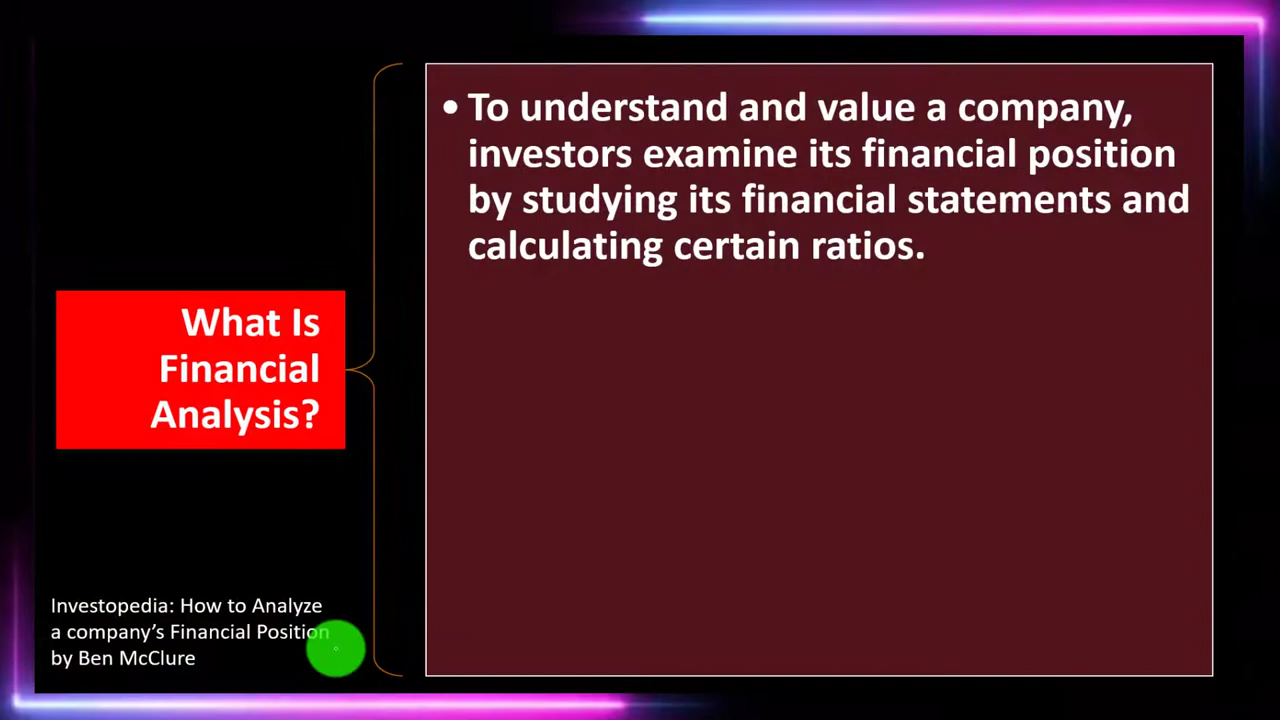 What Is
Financial
Analysis?
• To understand and value a company,
investors examine its financial position
by studying its financial statements and
calculating certain ratios.
Investopedia: How to Analyze
a company’s Financial Position
by Ben McClure